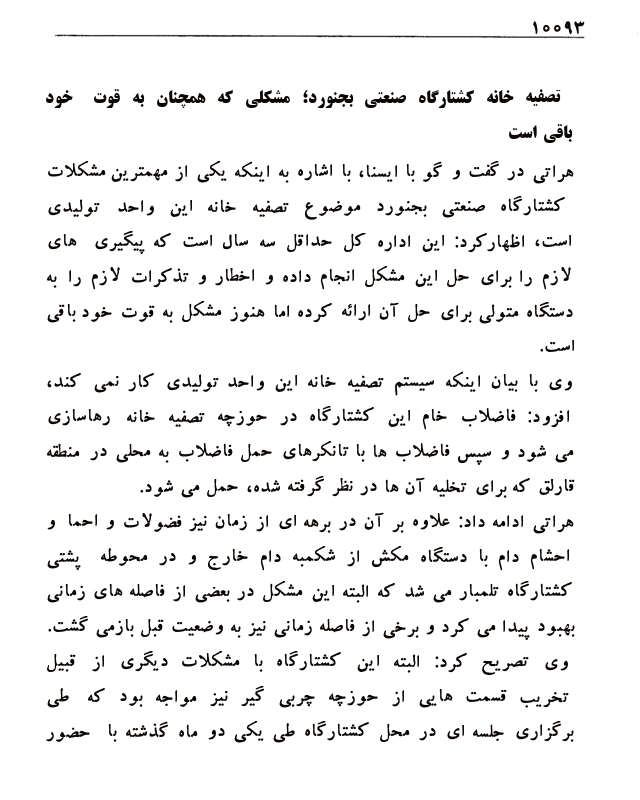 ۱۰۰۹۳
تصفیه خانه کشتارگاه صنعتی بجنورد؛ مشکلی که همچنان به قوت خود
باقی است
هراتی در گفت و گو با ایسنا، با اشاره به اینکه یکی از مهمترین مشکلات
کشتارگاه صنعتی بجنورد موضوع تصفیه خانه این واحد تولیدی
است، اظهارکرد: این اداره کل حداقل سه سال است که پیگیری های
لازم را برای حل این مشکل انجام داده و اخطار و تذکرات لازم را به
دستگاه متولی برای حل آن ارائه کرده اما هنوز مشکل به قوت خود باقی
است.
وی با بیان اینکه سیستم تصفیه خانه این واحد تولیدی کار نمی کند،
افزود: فاضلاب خام این کشتارگاه در حوزچه تصفیه خانه رهاسازی
می شود و سپس فاضلاب ها با تانکرهای حمل فاضلاب به محلی در منطقه
قارلق که برای تخلیه آن ها در نظر گرفته شده، حمل می شود.
هراتی ادامه داد: علاوه بر آن در برهه ای از زمان نیز فضولات و احما و
احشام دام با دستگاه مکش از شکمبه دام خارج و در محوطه پشتی
کشتارگاه تلمبار می شد که البته این مشکل در بعضی از فاصله های زمانی
بهبود پیدا می کرد و برخی از فاصله زمانی نیز به وضعیت قبل بازمی گشت.
وی تصریح کرد: البته این کشتارگاه با مشکلات دیگری از قبیل
تخریب قسمت هایی از حوزچه چربی گیر نیز مواجه بود که طی
برگزاری جلسه ای در محل کشتارگاه طی یکی دو ماه گذشته با حضور